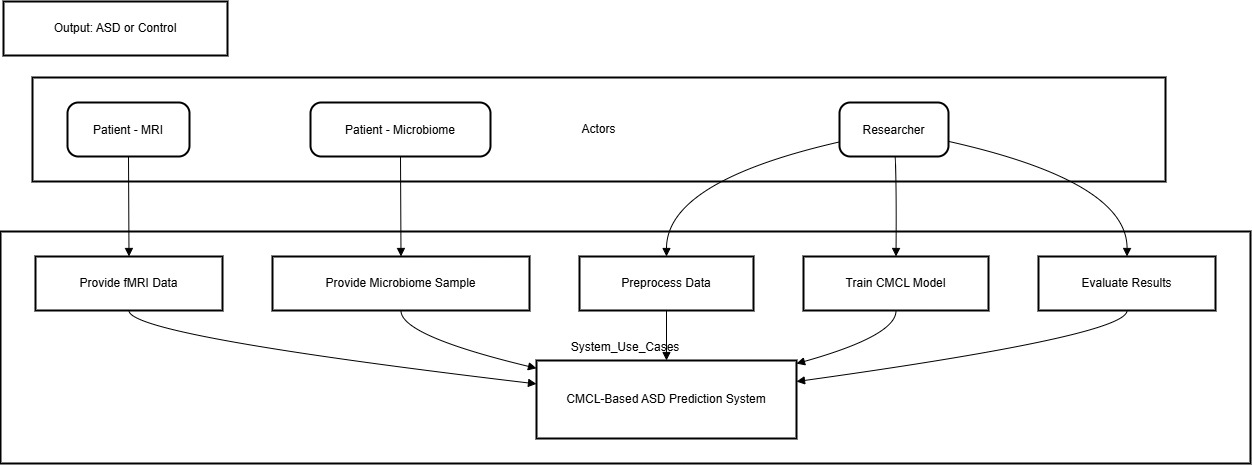 Output: ASD or Control
Patient - MRI
Patient - Microbiome
Actors
Researcher
Provide fMRI Data
Provide Microbiome Sample
Preprocess Data
Train CMCL Model
Evaluate Results
System_Use_Cases
CMCL-Based ASD Prediction System